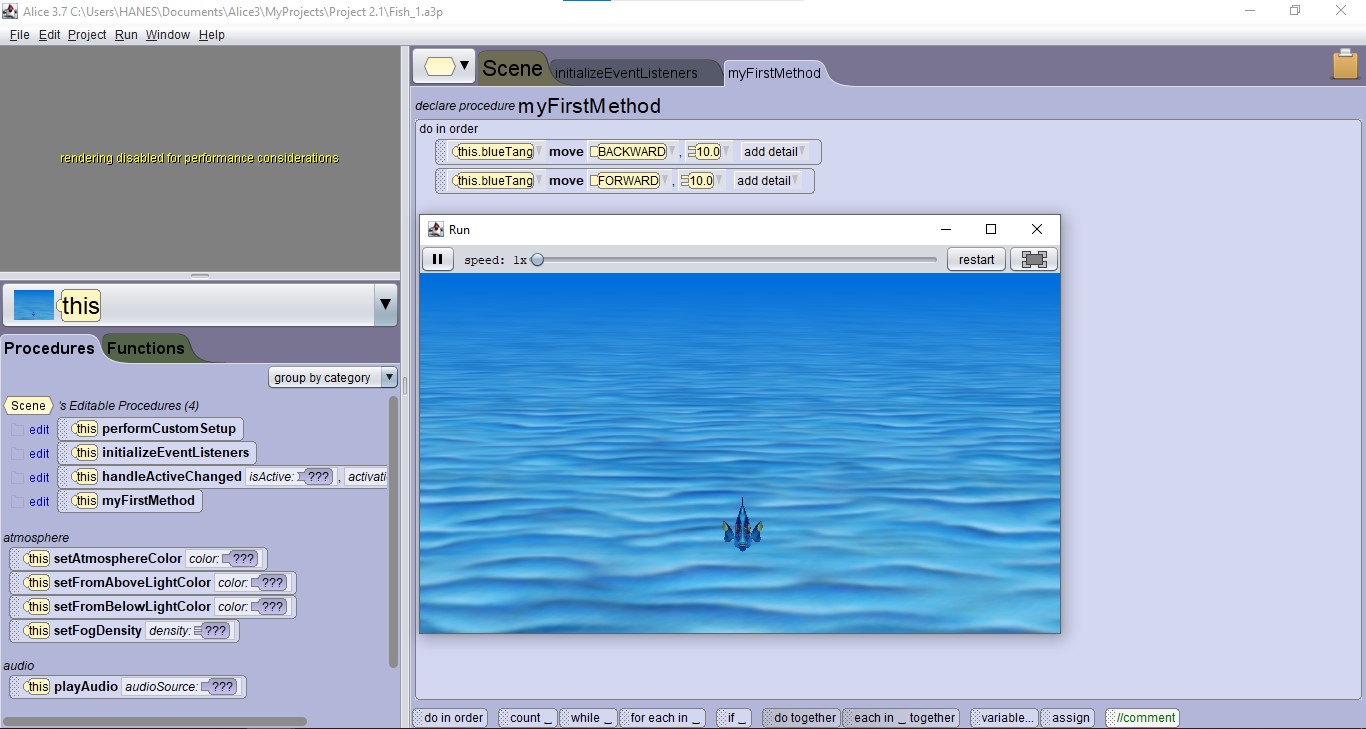 Alice 3.7 C:\Users\HANES\Documents\Alice3\MyProjects\Project 2.1\Fish_1.a3p
File Edit Project Run Window Help
rendering disabled for performance considerations
this
Procedures Functions
group by category
Scene 's Editable Procedures (4)
edit this performCustomSetup
edit this initializeEventListeners
edit this handleActiveChanged isActive: ??? , activati
edit this myFirstMethod
atmosphere
this setAtmosphereColor color: ???
this setFromAboveLightColor color: ???
this setFromBelowLightColor color: ???
this setFogDensity density: ???
audio
this playAudio audioSource: ???
Scene initializeEventListeners myFirstMethod
declare procedure myFirstMethod
do in order
this.blueTang move BACKWARD , 10.0 add detail
this.blueTang move FORWARD , 10.0 add detail
Run
speed: 1x restart
do in order count _ while _ for each in _ if _ do together each in _ together variable... assign //comment